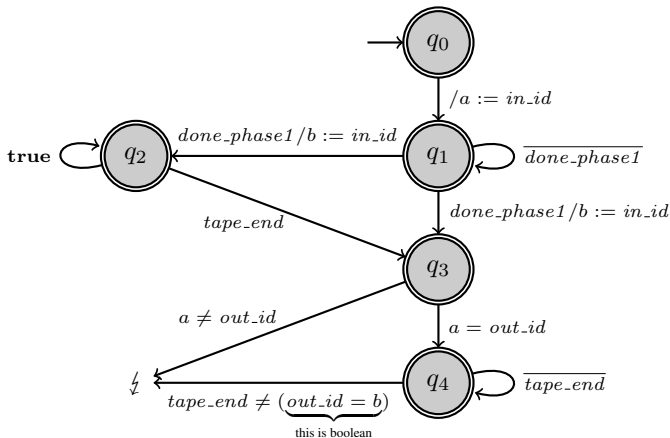 q0
/a := in_id
done_phase1/b := in_id
true
q2
q1
done_phase1
done_phase1/b := in_id
tape_end
q3
a ≠ out_id
a = out_id
↯
q4
tape_end
tape_end ≠ (out_id = b)
this is boolean